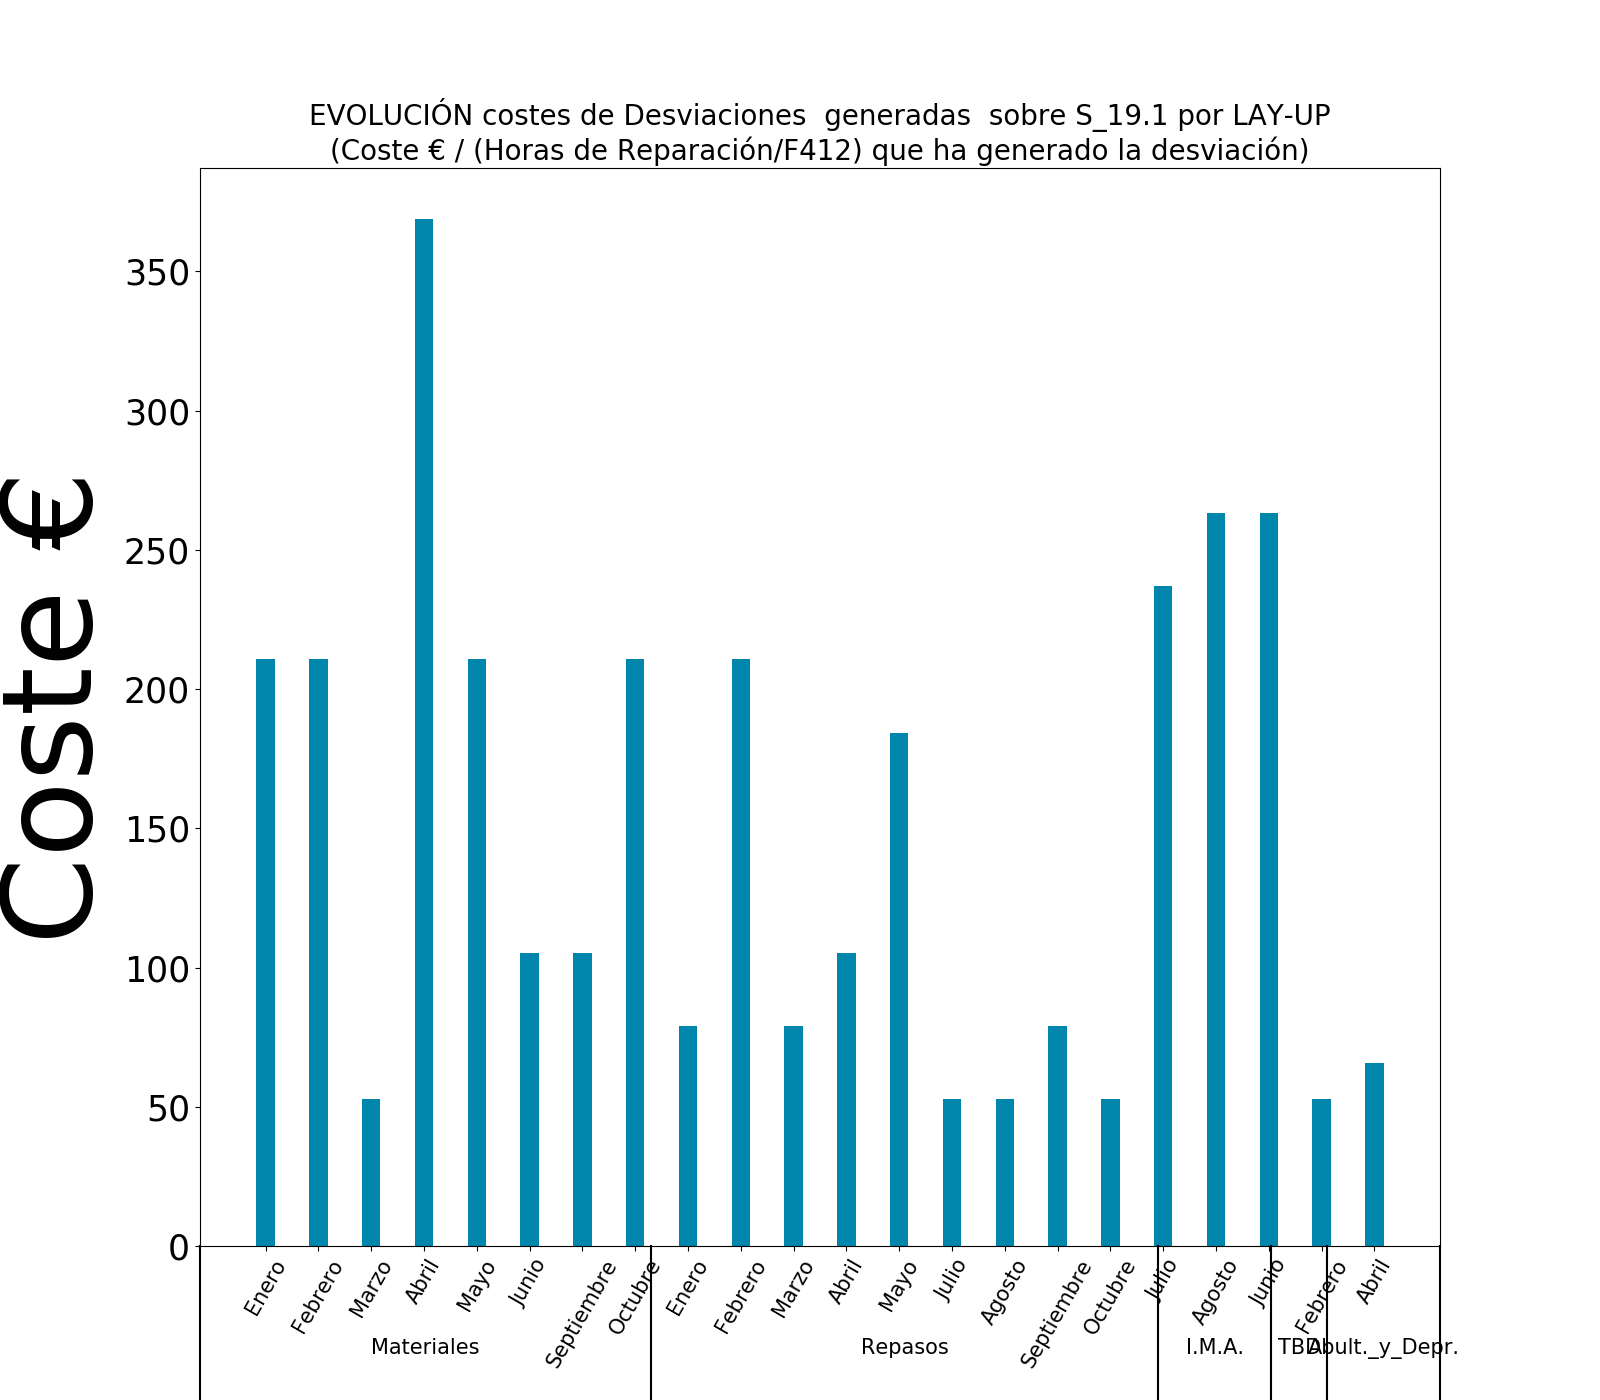 EVOLUCIÓN costes de Desviaciones  generadas  sobre S_19.1 por LAY-UP
(Coste € / (Horas de Reparación/F412) que ha generado la desviación)
Coste €
350
300
250
200
150
100
50
0
Enero Febrero Marzo Abril Mayo Junio Septiembre Octubre Enero Febrero Marzo Abril Mayo Julio Agosto Septiembre Octubre Julio Agosto Junio Febrero Abril
Materiales Repasos I.M.A. TBD Abult._y_Depr.